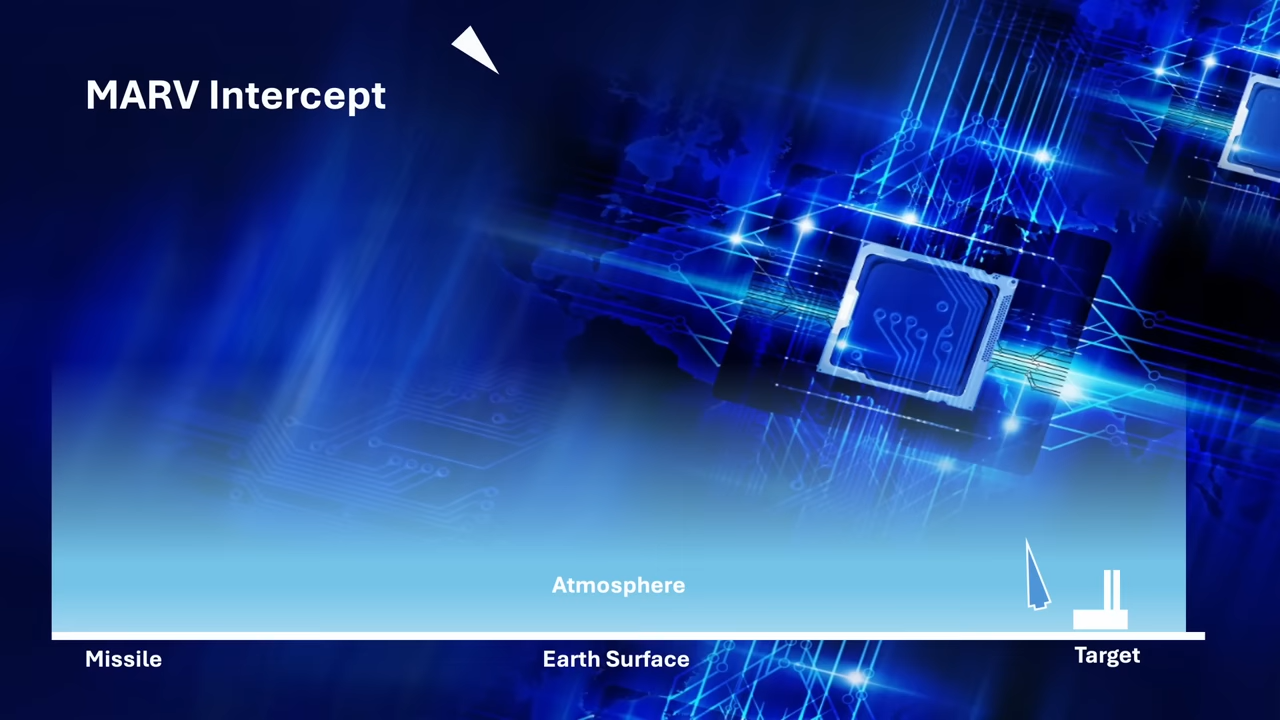 MARV Intercept
Atmosphere
Missile
Earth Surface
Target